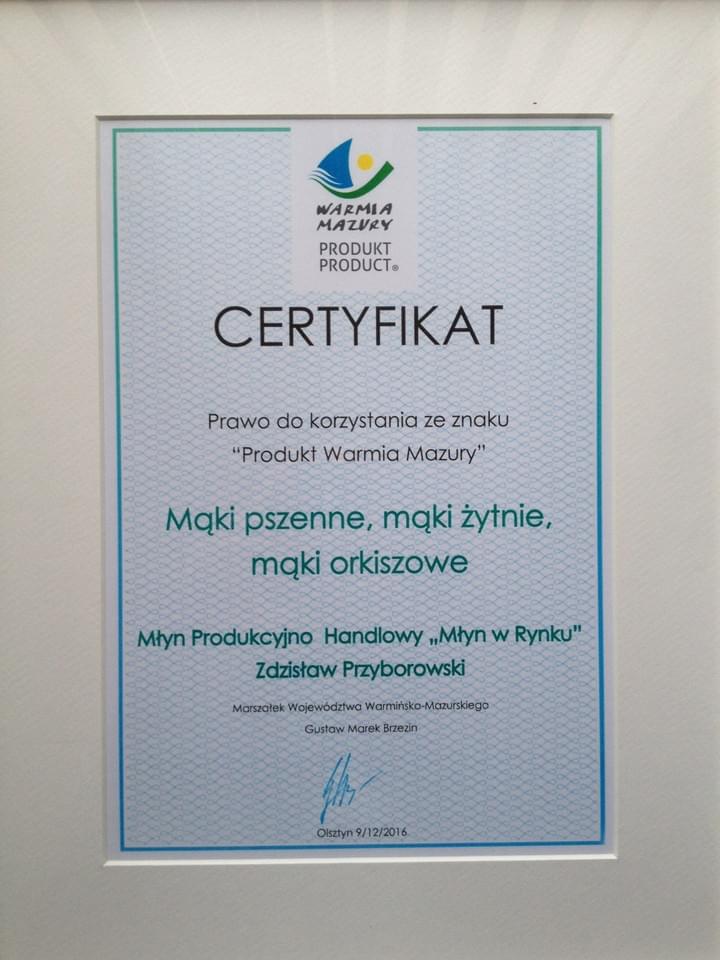 WARMIA
MAZURY
PRODUKT
PRODUCT®
CERTYFIKAT
Prawo do korzystania ze znaku
“Produkt Warmia Mazury”
Mąki pszenne, mąki żytnie,
mąki orkiszowe
Młyn Produkcyjno Handlowy „Młyn w Rynku”
Zdzisław Przyborowski
Marszałek Województwa Warmińsko-Mazurskiego
Gustaw Marek Brzezin
Olsztyn 9/12/2016